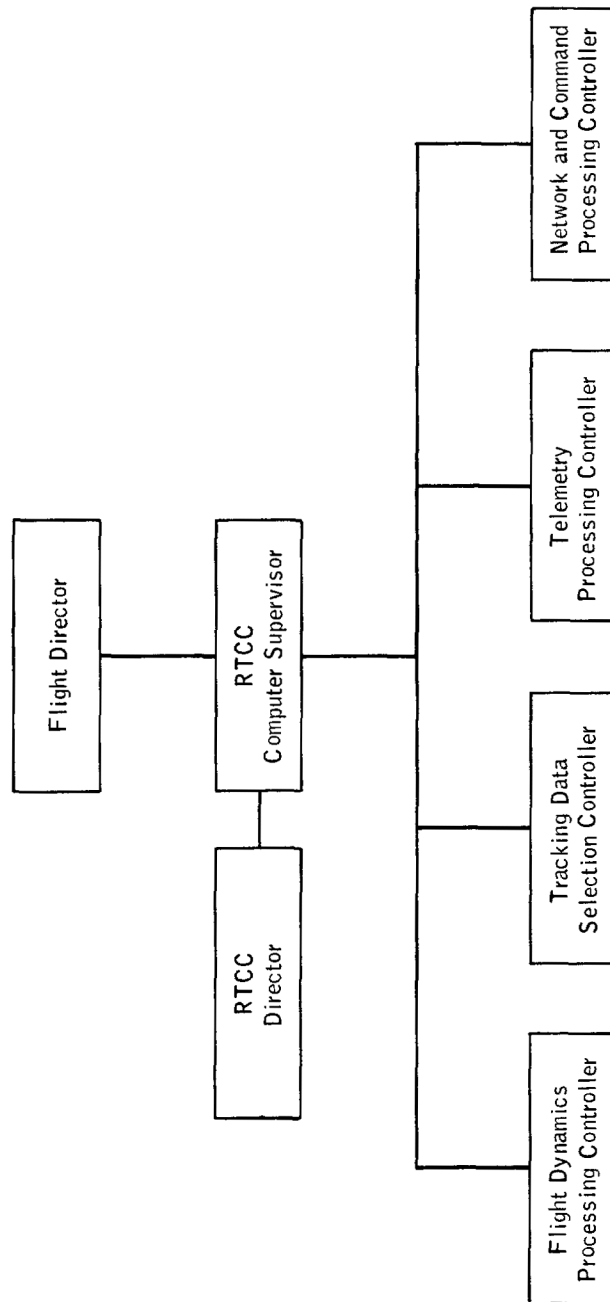 Flight Director
RTCC
Director
RTCC
Computer Supervisor
Flight Dynamics
Processing Controller
Tracking Data
Selection Controller
Telemetry
Processing Controller
Network and Command
Processing Controller